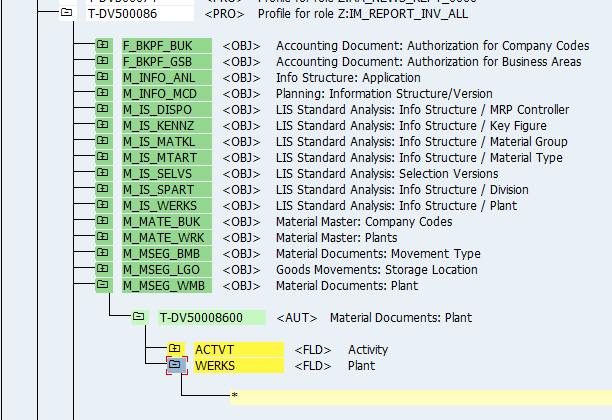 T-DV500086 <PRO> Profile for role Z:IM_REPORT_INV_ALL
F_BKPF_BUK <OBJ> Accounting Document: Authorization for Company Codes
F_BKPF_GSB <OBJ> Accounting Document: Authorization for Business Areas
M_INFO_ANL <OBJ> Info Structure: Application
M_INFO_MCD <OBJ> Planning: Information Structure/Version
M_IS_DISPO <OBJ> LIS Standard Analysis: Info Structure / MRP Controller
M_IS_KENNZ <OBJ> LIS Standard Analysis: Info Structure / Key Figure
M_IS_MATKL <OBJ> LIS Standard Analysis: Info Structure / Material Group
M_IS_MTART <OBJ> LIS Standard Analysis: Info Structure / Material Type
M_IS_SELVS <OBJ> LIS Standard Analysis: Selection Versions
M_IS_SPART <OBJ> LIS Standard Analysis: Info Structure / Division
M_IS_WERKS <OBJ> LIS Standard Analysis: Info Structure / Plant
M_MATE_BUK <OBJ> Material Master: Company Codes
M_MATE_WRK <OBJ> Material Master: Plants
M_MSEG_BMB <OBJ> Material Documents: Movement Type
M_MSEG_LGO <OBJ> Goods Movements: Storage Location
M_MSEG_WMB <OBJ> Material Documents: Plant
T-DV50008600 <AUT> Material Documents: Plant
ACTVT <FLD> Activity
WERKS <FLD> Plant
*